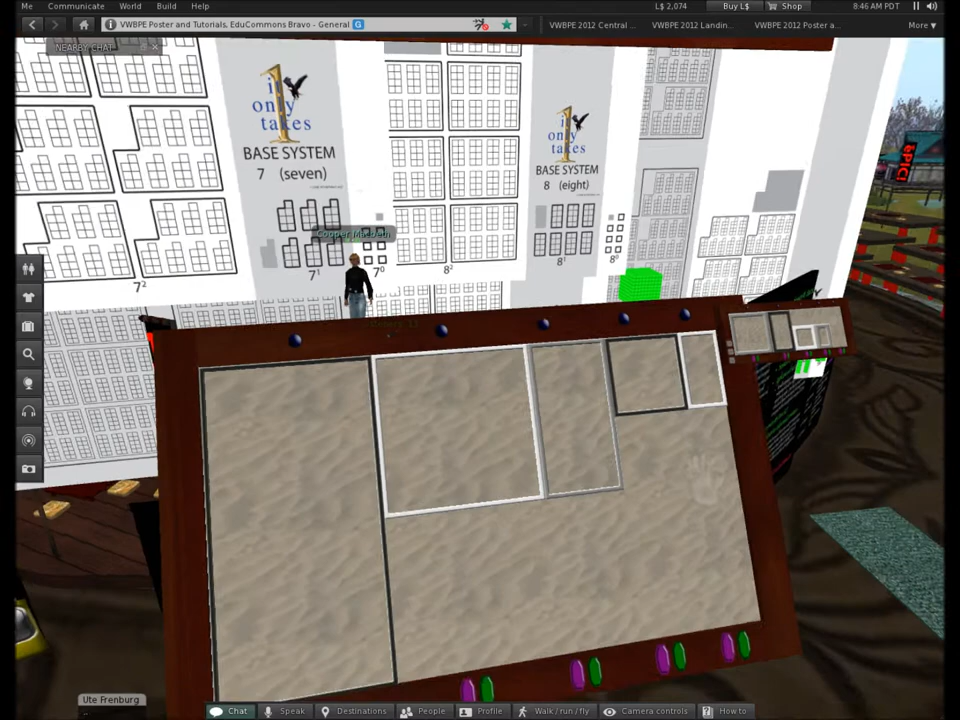 Me Communicate World Build Help
L$ 2,074 Buy L$ Shop 8:46 AM PDT
VWBPE Poster and Tutorials, EduCommons Bravo - General G
VWBPE 2012 Central ... VWBPE 2012 Landin... VWBPE 2012 Poster a... More ▾
NEARBY CHAT
it
only
takes
1
BASE SYSTEM
7 (seven)
it
only
takes
1
BASE SYSTEM
8 (eight)
epic!
7²
7¹
7⁰
8²
8¹
8⁰
Ute Frenburg
Chat Speak Destinations People Profile Walk / run / fly Camera controls How to